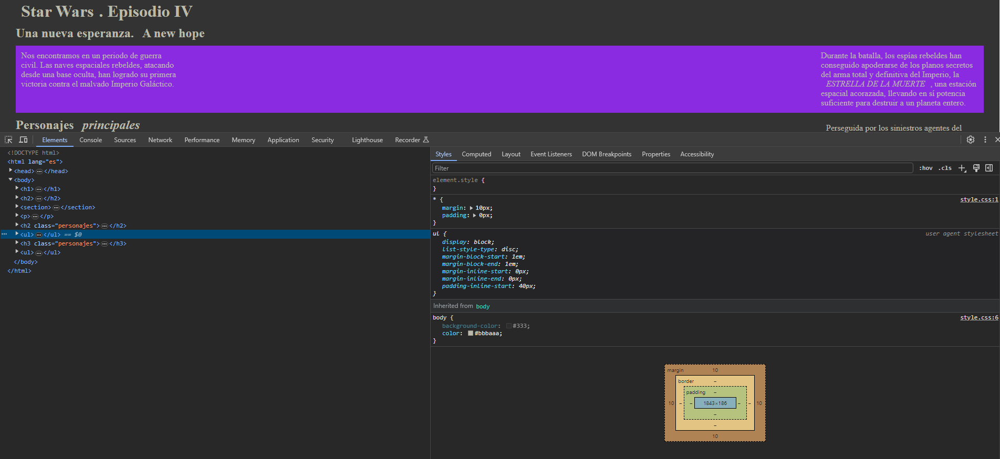 Star Wars . Episodio IV
Una nueva esperanza. A new hope
Nos encontramos en un periodo de guerra
civil. Las naves espaciales rebeldes, atacando
desde una base oculta, han logrado su primera
victoria contra el malvado Imperio Galáctico.
Durante la batalla, los espías rebeldes han
conseguido apoderarse de los planos secretos
del arma total y definitiva del Imperio, la
ESTRELLA DE LA MUERTE , una estación
espacial acorazada, llevando en sí potencia
suficiente para destruir a un planeta entero.
Personajes principales
Perseguida por los siniestros agentes del
Elements Console Sources Network Performance Memory Application Security Lighthouse Recorder
<!DOCTYPE html>
<html lang="es">
<head>…</head>
<body>
<h1>…</h1>
<h2>…</h2>
<section>…</section>
<p>…</p>
<h2 class="personajes">…</h2>
… <ul>…</ul> == $0
<h3 class="personajes">…</h3>
<ul>…</ul>
</body>
</html>
Styles Computed Layout Event Listeners DOM Breakpoints Properties Accessibility
Filter :hov .cls
element.style {
}
* { style.css:1
margin: 10px;
padding: 0px;
}
ul { user agent stylesheet
display: block;
list-style-type: disc;
margin-block-start: 1em;
margin-block-end: 1em;
margin-inline-start: 0px;
margin-inline-end: 0px;
padding-inline-start: 40px;
}
Inherited from body
body { style.css:6
background-color: #333;
color: #bbbaaa;
}
margin 10
border –
padding –
10 – – 1843×186 – – 10
–
–
10